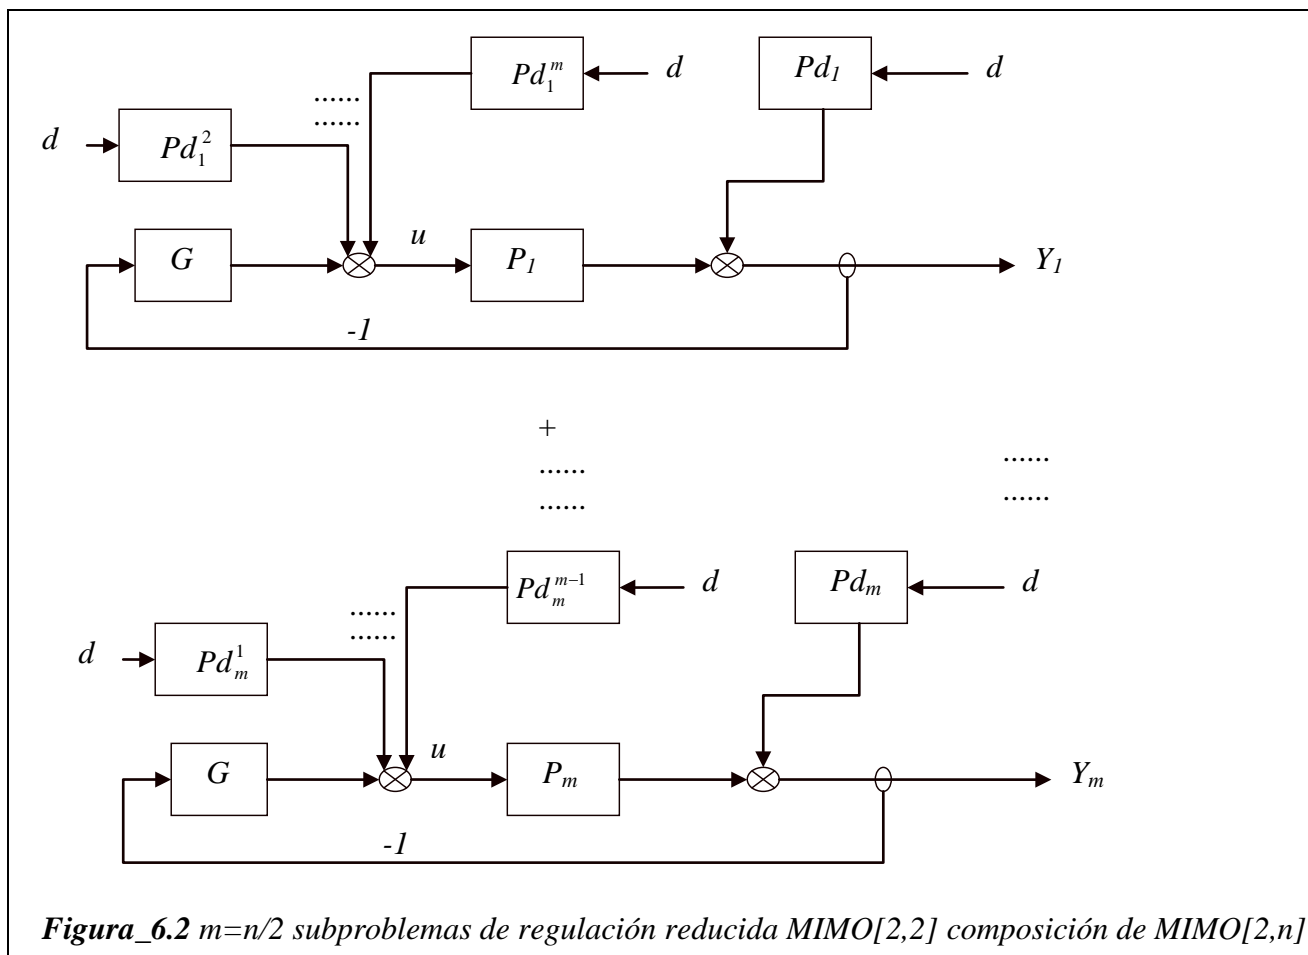 Pd₁ᵐ d Pd₁ d
......
......
d Pd₁²
u
G P₁ Y₁
-1
+
......
......
......
......
Pdₘᵐ⁻¹ d Pdₘ d
......
......
d Pdₘ¹
u
G Pₘ Yₘ
-1
Figura_6.2 m=n/2 subproblemas de regulación reducida MIMO[2,2] composición de MIMO[2,n]